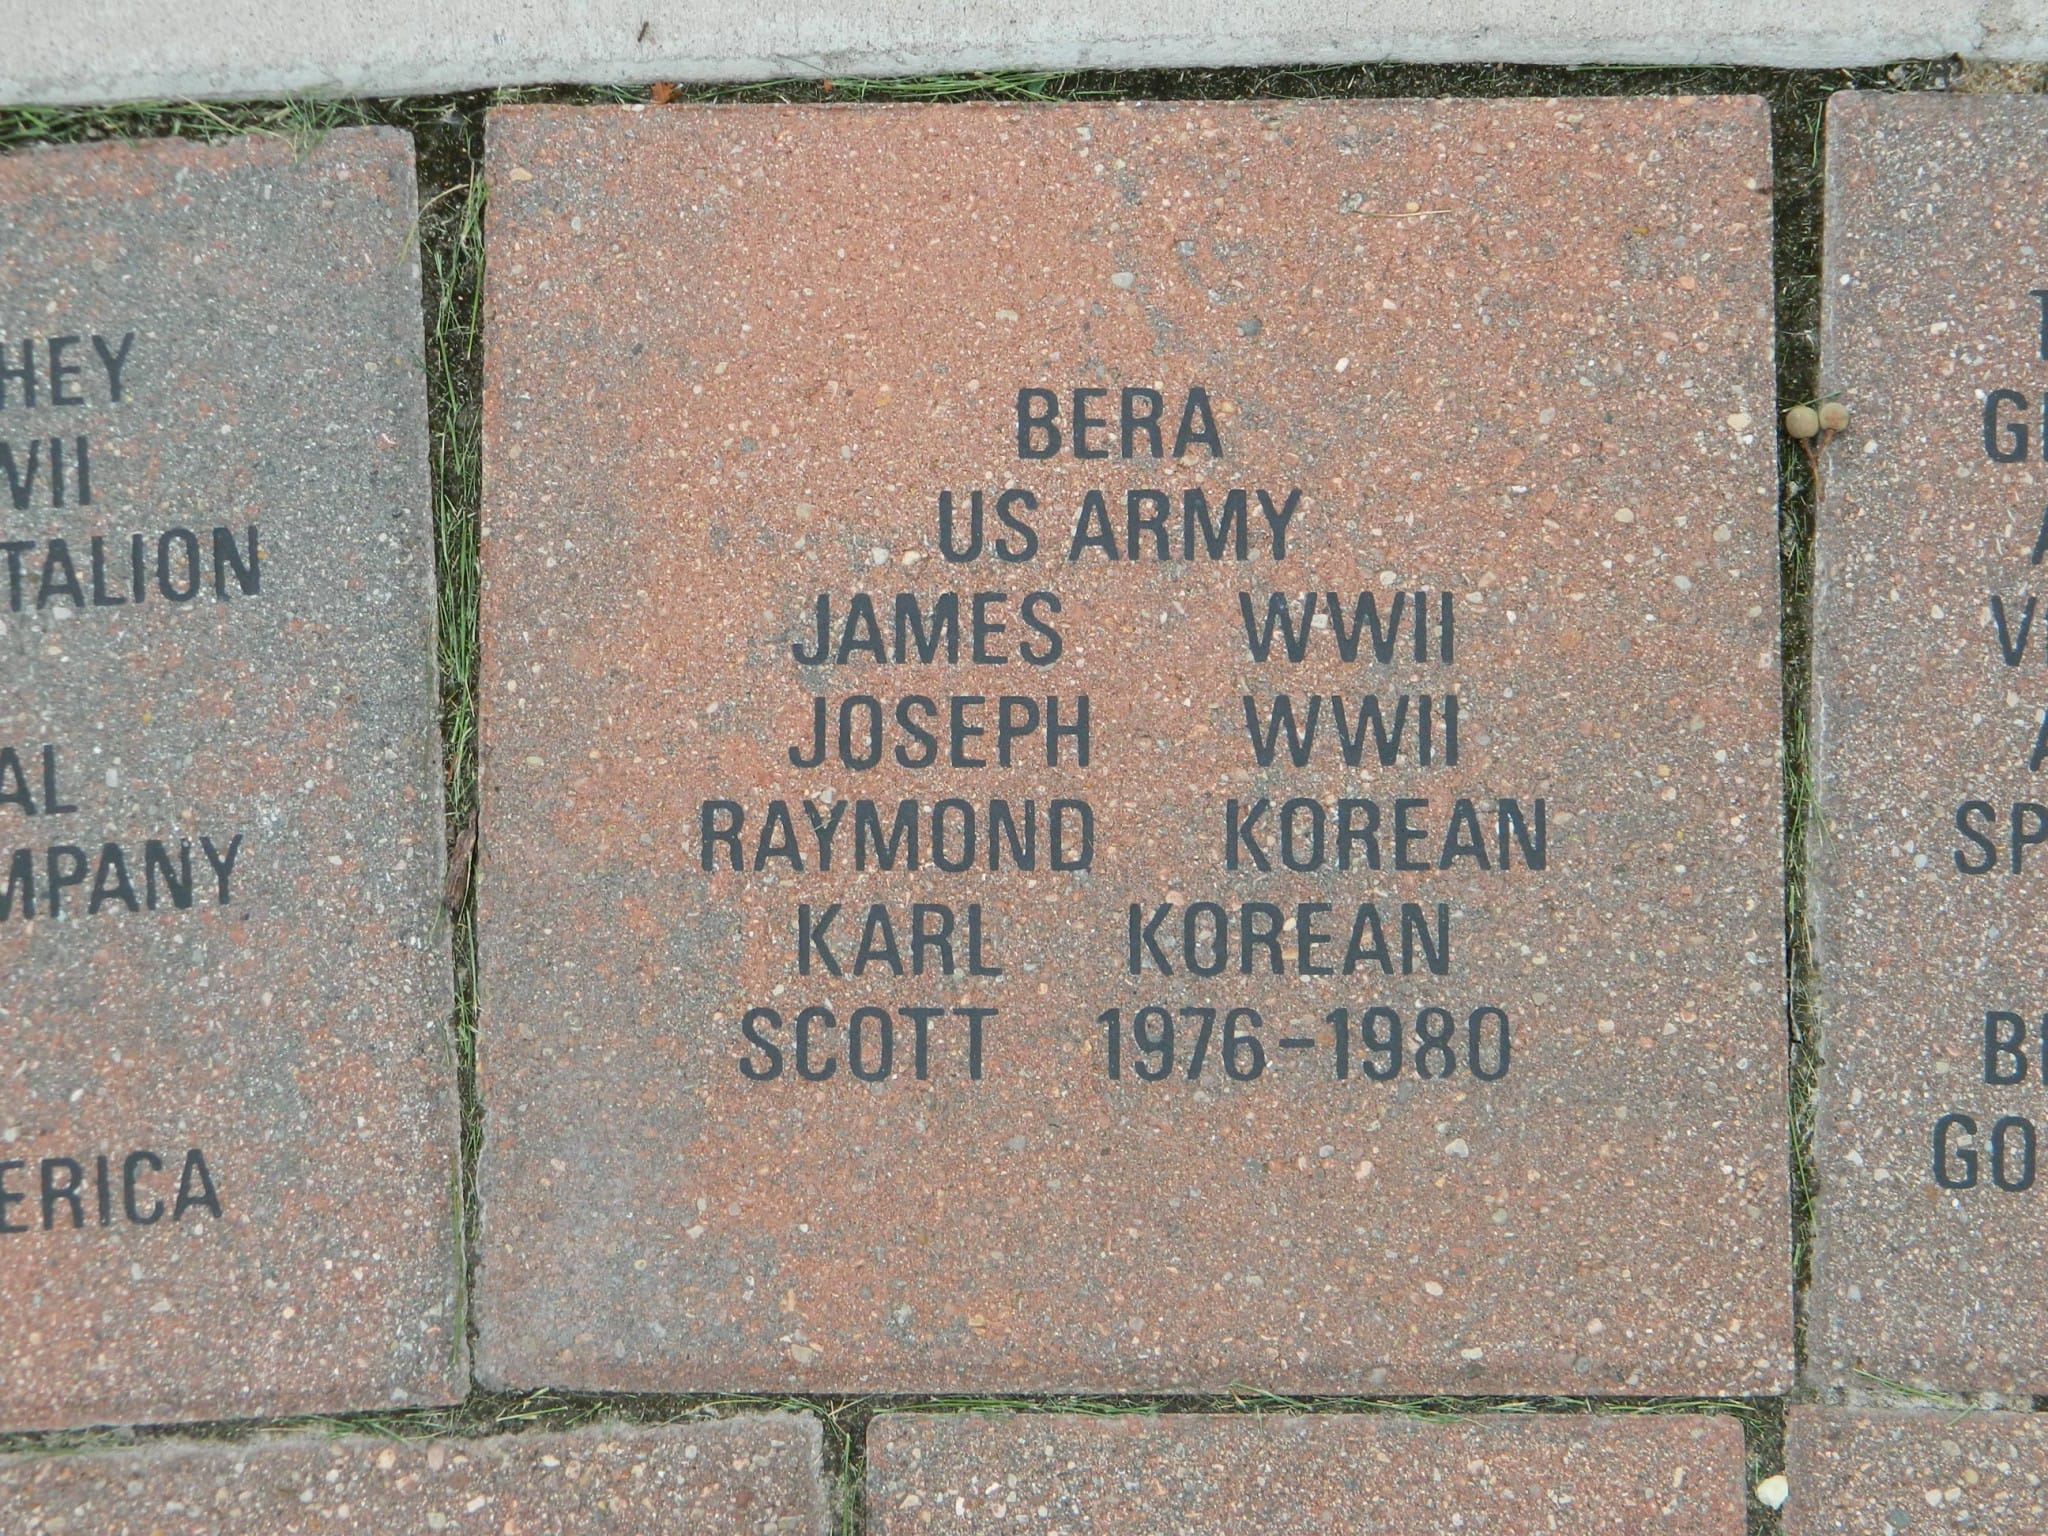 BERA
US ARMY
JAMES WWII
JOSEPH WWII
RAYMOND KOREAN
KARL KOREAN
SCOTT 1976-1980
HEY
VII
TALION
AL
MPANY
ERICA
SP
GO